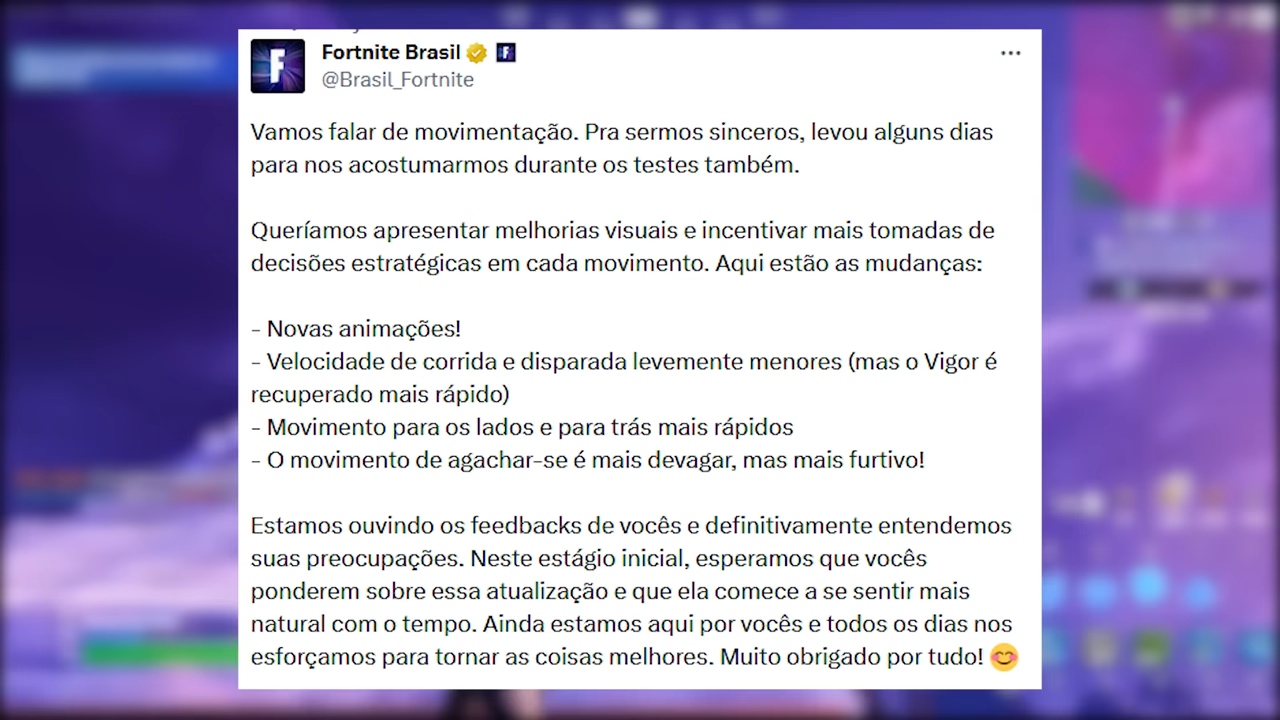 Fortnite Brasil
@Brasil_Fortnite
Vamos falar de movimentação. Pra sermos sinceros, levou alguns dias
para nos acostumarmos durante os testes também.
Queríamos apresentar melhorias visuais e incentivar mais tomadas de
decisões estratégicas em cada movimento. Aqui estão as mudanças:
- Novas animações!
- Velocidade de corrida e disparada levemente menores (mas o Vigor é
recuperado mais rápido)
- Movimento para os lados e para trás mais rápidos
- O movimento de agachar-se é mais devagar, mas mais furtivo!
Estamos ouvindo os feedbacks de vocês e definitivamente entendemos
suas preocupações. Neste estágio inicial, esperamos que vocês
ponderem sobre essa atualização e que ela comece a se sentir mais
natural com o tempo. Ainda estamos aqui por vocês e todos os dias nos
esforçamos para tornar as coisas melhores. Muito obrigado por tudo! 😊